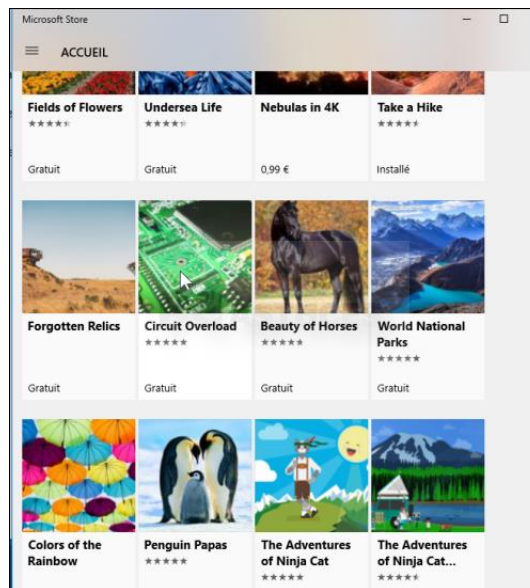 Microsoft Store
ACCUEIL
Fields of Flowers
Undersea Life
Nebulas in 4K
Take a Hike
Gratuit
Gratuit
0,99 €
Installé
Forgotten Relics
Circuit Overload
Beauty of Horses
World National
Parks
Gratuit
Gratuit
Gratuit
Gratuit
Colors of the
Rainbow
Penguin Papas
The Adventures
of Ninja Cat
The Adventures
of Ninja Cat...